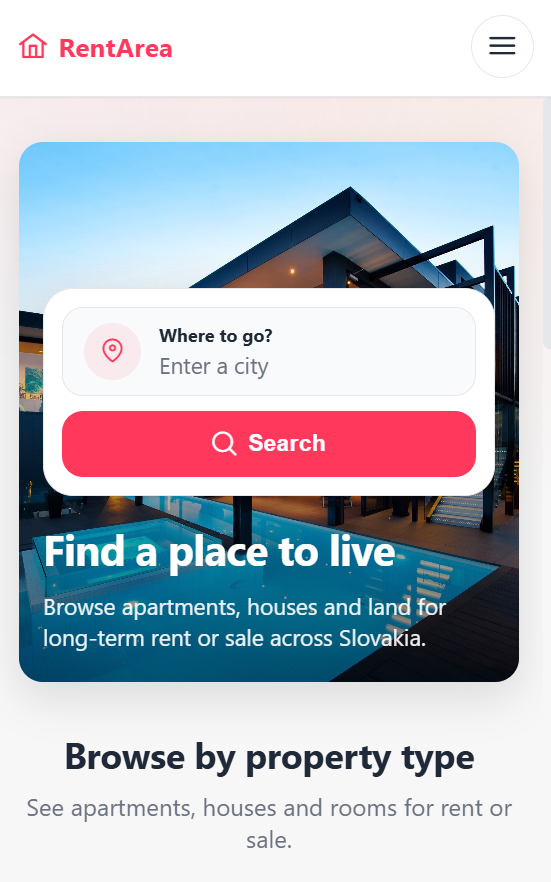 RentArea
Where to go?
Enter a city
Search
Find a place to live
Browse apartments, houses and land for
long-term rent or sale across Slovakia.
Browse by property type
See apartments, houses and rooms for rent or
sale.